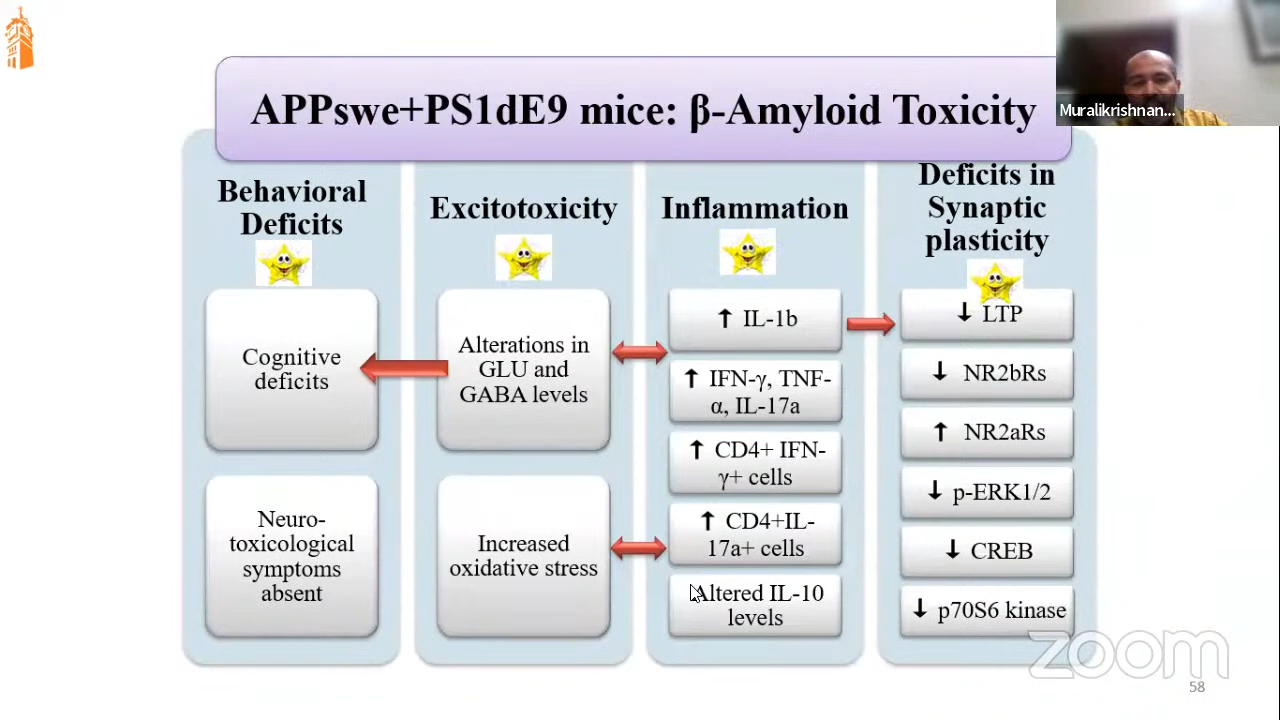 APPswe+PS1dE9 mice: β-Amyloid Toxicity
Muralikrishnan...
Behavioral
Deficits
Cognitive
deficits
Neuro-
toxicological
symptoms
absent
Excitotoxicity
Alterations in
GLU and
GABA levels
Increased
oxidative stress
Inflammation
↑ IL-1b
↑ IFN-γ, TNF-
α, IL-17a
↑ CD4+ IFN-
γ+ cells
↑ CD4+IL-
17a+ cells
Altered IL-10
levels
Deficits in
Synaptic
plasticity
↓ LTP
↓ NR2bRs
↑ NR2aRs
↓ p-ERK1/2
↓ CREB
↓ p70S6 kinase
zoom
58